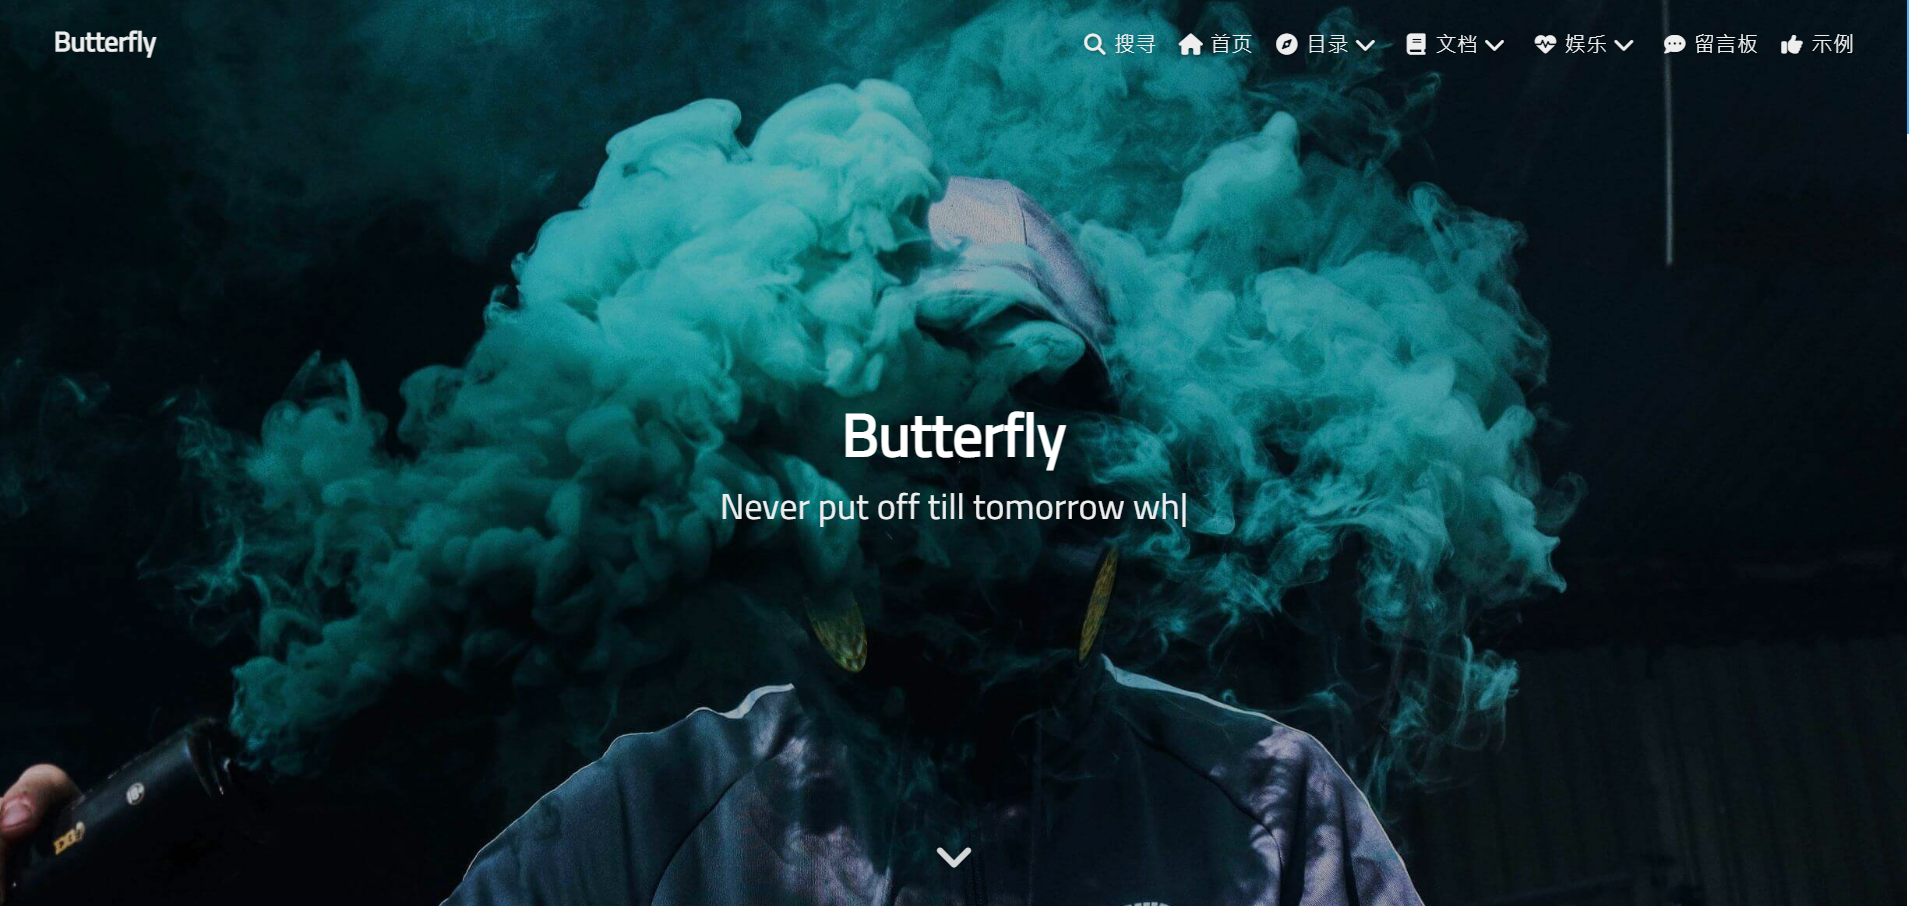 Butterfly 搜寻 首页 目录 文档 娱乐 留言板 示例
Butterfly
Never put off till tomorrow wh|
18+